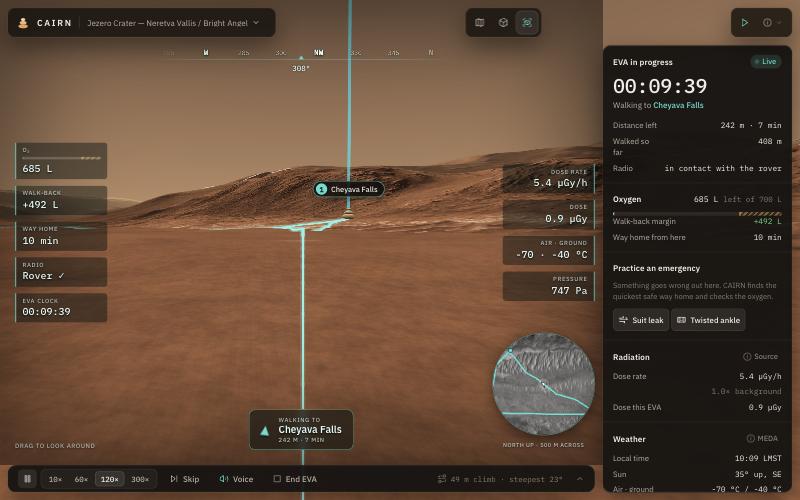 CAIRN
Jezero Crater — Neretva Vallis / Bright Angel
W 285 300 NW 330 345 N
308°
O₂
685 L
WALK-BACK
+492 L
WAY HOME
10 min
RADIO
Rover ✓
EVA CLOCK
00:09:39
1 Cheyava Falls
DOSE RATE
5.4 µGy/h
DOSE
0.9 µGy
AIR · GROUND
-70 · -40 °C
PRESSURE
747 Pa
WALKING TO
Cheyava Falls
242 M · 7 MIN
DRAG TO LOOK AROUND
NORTH UP · 500 M ACROSS
10× 60× 120× 300× Skip Voice End EVA 49 m climb · steepest 23°
EVA in progress Live
00:09:39
Walking to Cheyava Falls
Distance left 242 m · 7 min
Walked so far 408 m
Radio in contact with the rover
Oxygen 685 L left of 700 L
Walk-back margin +492 L
Way home from here 10 min
Practice an emergency
Something goes wrong out here. CAIRN finds the
quickest safe way home and checks the oxygen.
Suit leak Twisted ankle
Radiation Source
Dose rate 5.4 µGy/h
1.0× background
Dose this EVA 0.9 µGy
Weather MEDA
Local time 10:09 LMST
Sun 35° up, SE
Air · ground -70 °C / -40 °C